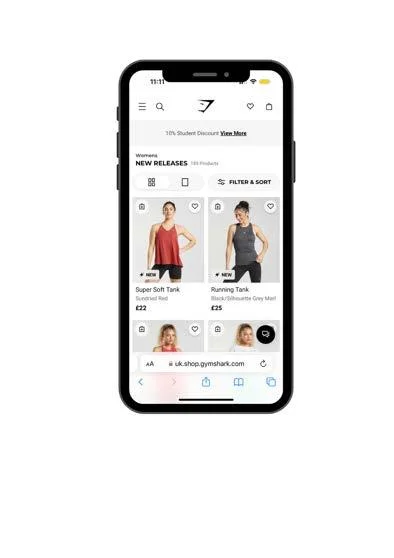 11:11
10% Student Discount View More
Womens
NEW RELEASES 189 Products
FILTER & SORT
NEW
NEW
Super Soft Tank
Running Tank
Sundried Red
Black/Silhouette Grey Marl
£22
£25
AA
uk.shop.gymshark.com